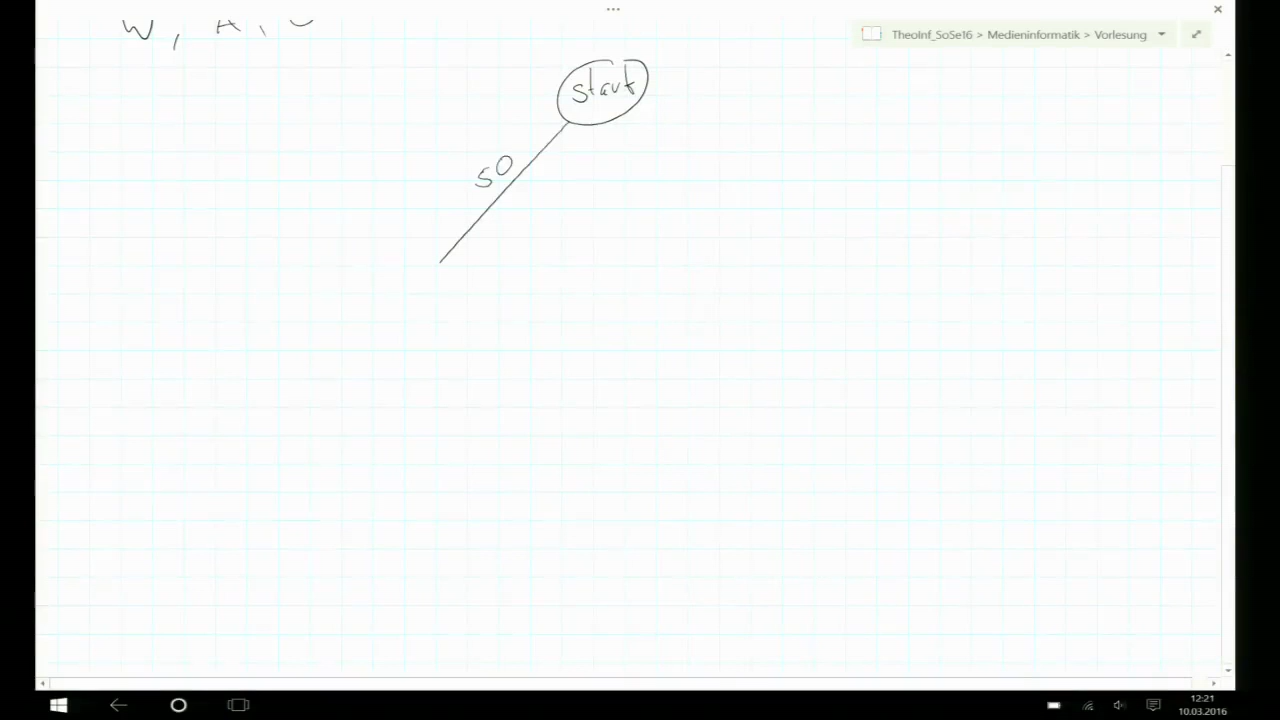 W, A, U
TheoInf_SoSe16 > Medieninformatik > Vorlesung
start
50
12:21
10.03.2016